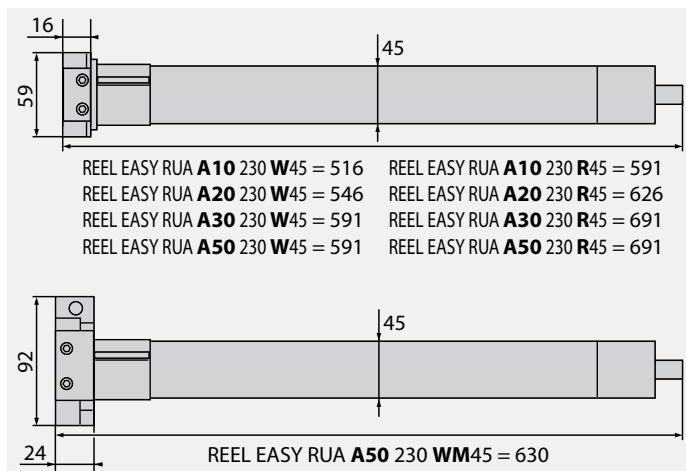 16
45
59
REEL EASY RUA A10 230 W45 = 516 REEL EASY RUA A10 230 R45 = 591
REEL EASY RUA A20 230 W45 = 546 REEL EASY RUA A20 230 R45 = 626
REEL EASY RUA A30 230 W45 = 591 REEL EASY RUA A30 230 R45 = 691
REEL EASY RUA A50 230 W45 = 591 REEL EASY RUA A50 230 R45 = 691
45
92
24
REEL EASY RUA A50 230 WM45 = 630